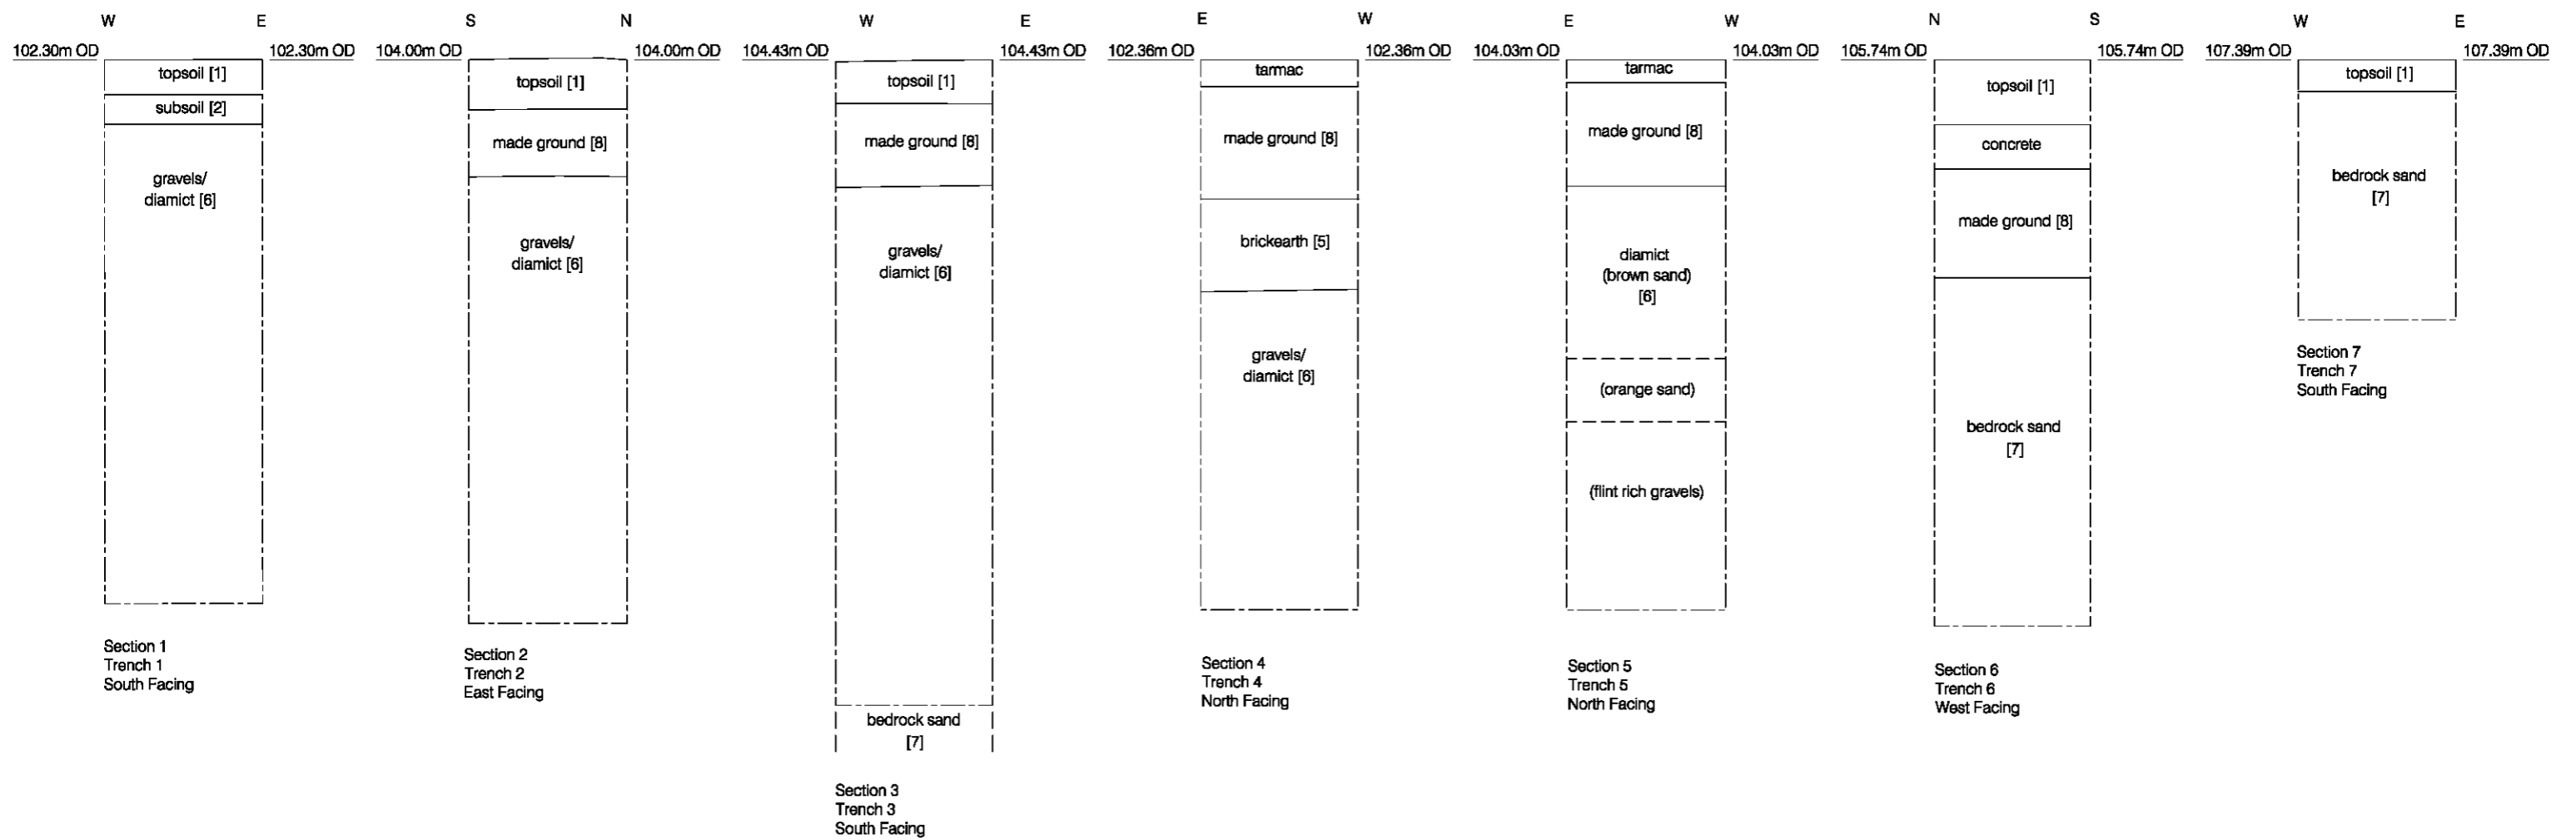 W E
102.30m OD 102.30m OD
topsoil [1]
subsoil [2]
gravels/
diamict [6]
Section 1
Trench 1
South Facing
S N
104.00m OD 104.00m OD
topsoil [1]
made ground [8]
gravels/
diamict [6]
Section 2
Trench 2
East Facing
W E
104.43m OD 104.43m OD
topsoil [1]
made ground [8]
gravels/
diamict [6]
bedrock sand
[7]
Section 3
Trench 3
South Facing
E W
102.36m OD 102.36m OD
tarmac
made ground [8]
brickearth [5]
gravels/
diamict [6]
Section 4
Trench 4
North Facing
E W
104.03m OD 104.03m OD
tarmac
made ground [8]
diamict
(brown sand)
[6]
(orange sand)
(flint rich gravels)
Section 5
Trench 5
North Facing
N S
105.74m OD 105.74m OD
topsoil [1]
concrete
made ground [8]
bedrock sand
[7]
Section 6
Trench 6
West Facing
W E
107.39m OD 107.39m OD
topsoil [1]
bedrock sand
[7]
Section 7
Trench 7
South Facing